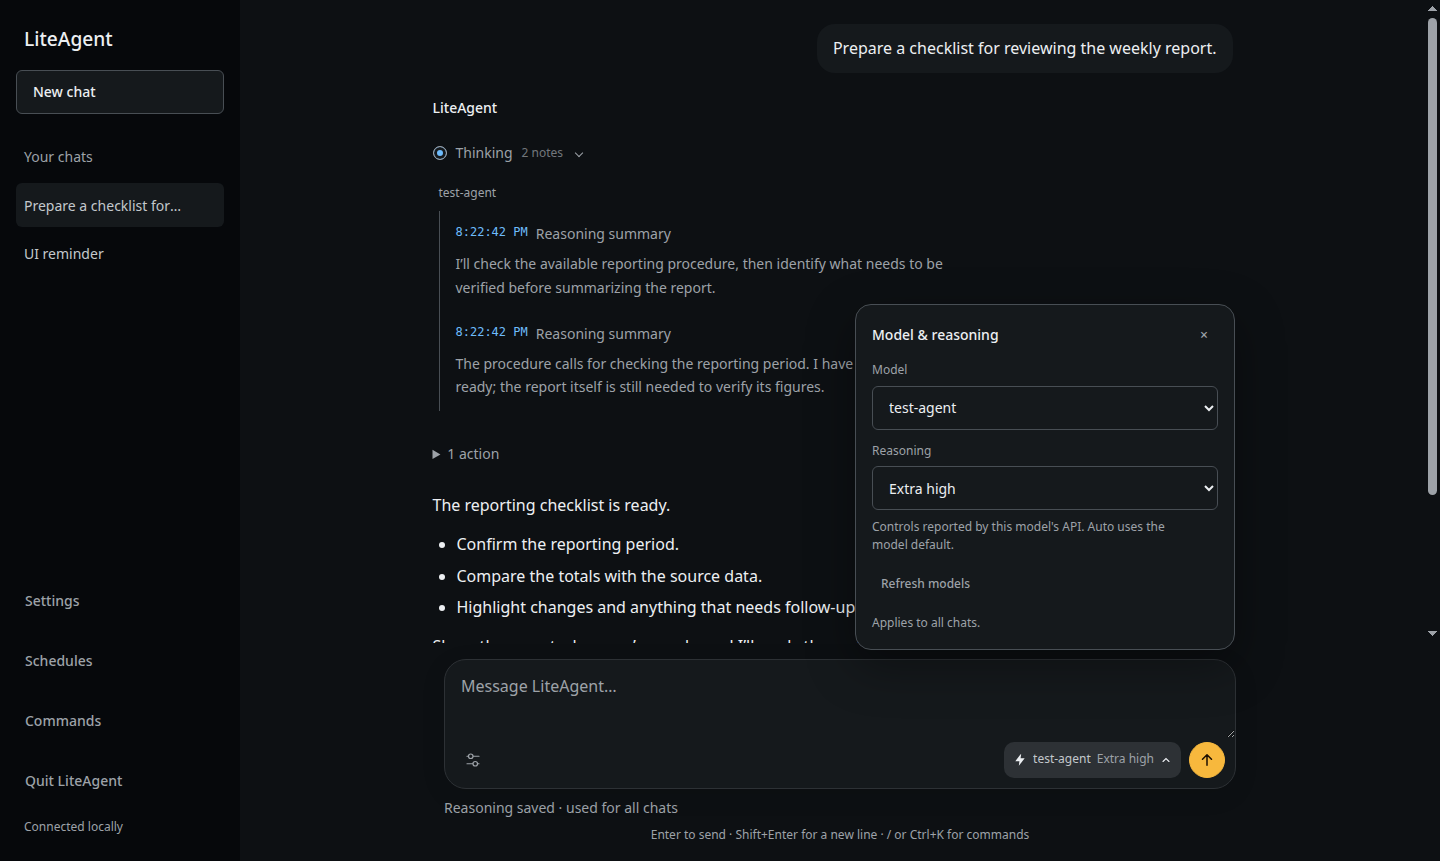 LiteAgent
New chat
Your chats
Prepare a checklist for...
UI reminder
Settings
Schedules
Commands
Quit LiteAgent
Connected locally
Prepare a checklist for reviewing the weekly report.
LiteAgent
Thinking 2 notes
test-agent
8:22:42 PM Reasoning summary
I'll check the available reporting procedure, then identify what needs to be
verified before summarizing the report.
8:22:42 PM Reasoning summary
The procedure calls for checking the reporting period. I have
ready; the report itself is still needed to verify its figures.
1 action
The reporting checklist is ready.
Confirm the reporting period.
Compare the totals with the source data.
Highlight changes and anything that needs follow-up
Model & reasoning
×
Model
test-agent
Reasoning
Extra high
Controls reported by this model's API. Auto uses the
model default.
Refresh models
Applies to all chats.
Message LiteAgent...
test-agent Extra high
Reasoning saved · used for all chats
Enter to send · Shift+Enter for a new line · / or Ctrl+K for commands